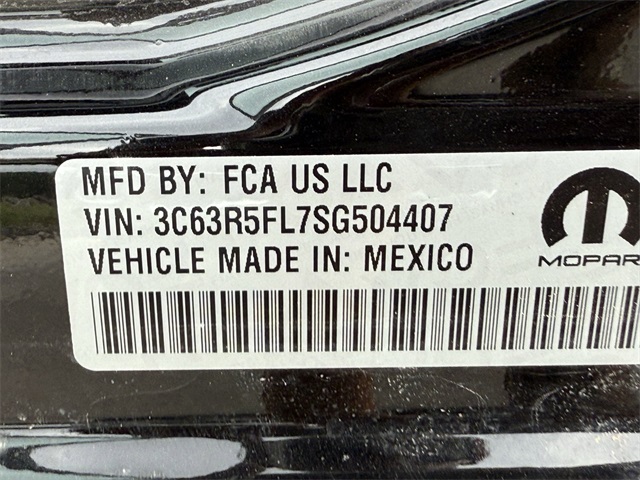 MFD BY: FCA US LLC
VIN: 3C63R5FL7SG504407
VEHICLE MADE IN: MEXICO
MOPAR